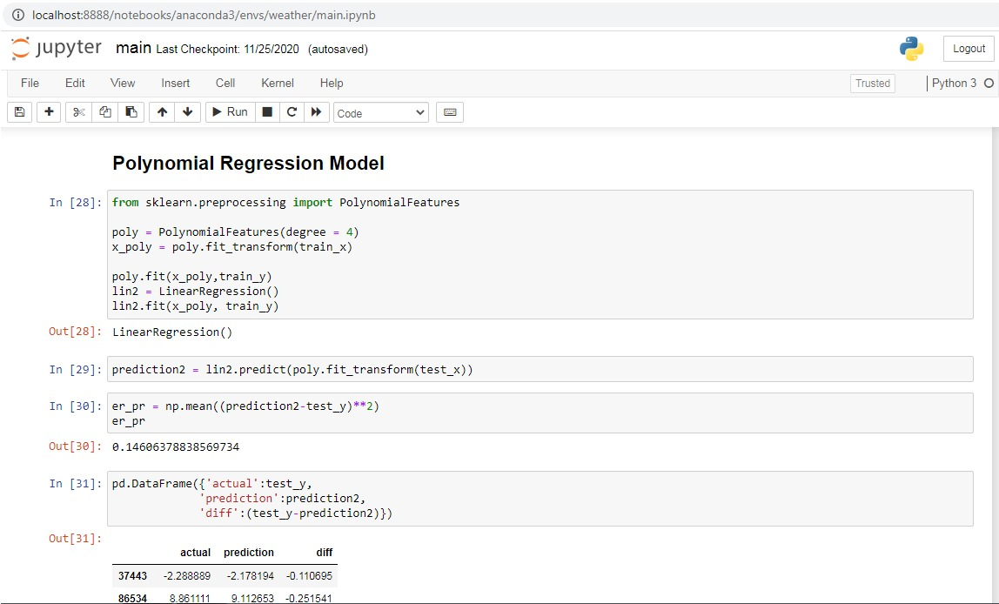 localhost:8888/notebooks/anaconda3/envs/weather/main.ipynb
jupyter main Last Checkpoint: 11/25/2020 (autosaved) Logout
File Edit View Insert Cell Kernel Help Trusted Python 3
Run Code
Polynomial Regression Model
In [28]: from sklearn.preprocessing import PolynomialFeatures
poly = PolynomialFeatures(degree = 4)
x_poly = poly.fit_transform(train_x)
poly.fit(x_poly,train_y)
lin2 = LinearRegression()
lin2.fit(x_poly, train_y)
Out[28]: LinearRegression()
In [29]: prediction2 = lin2.predict(poly.fit_transform(test_x))
In [30]: er_pr = np.mean((prediction2-test_y)**2)
er_pr
Out[30]: 0.14606378838569734
In [31]: pd.DataFrame({'actual':test_y,
'prediction':prediction2,
'diff':(test_y-prediction2)})
Out[31]:
actual prediction diff
37443 -2.288889 -2.178194 -0.110695
86534 8.861111 9.112653 -0.251541